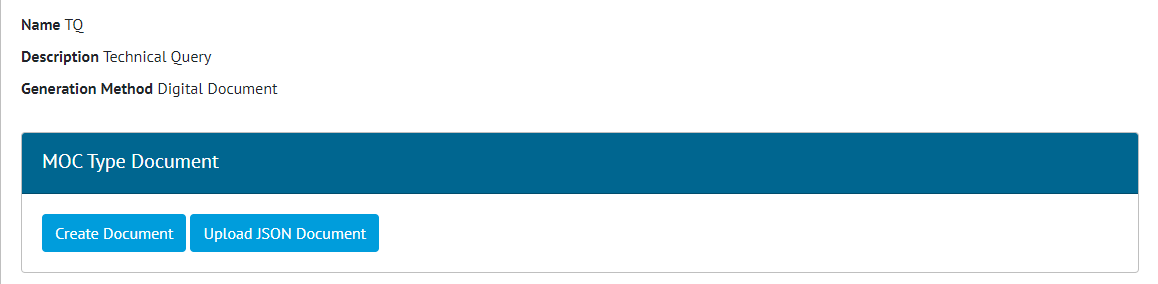 Name TQ
Description Technical Query
Generation Method Digital Document
MOC Type Document
Create Document Upload JSON Document